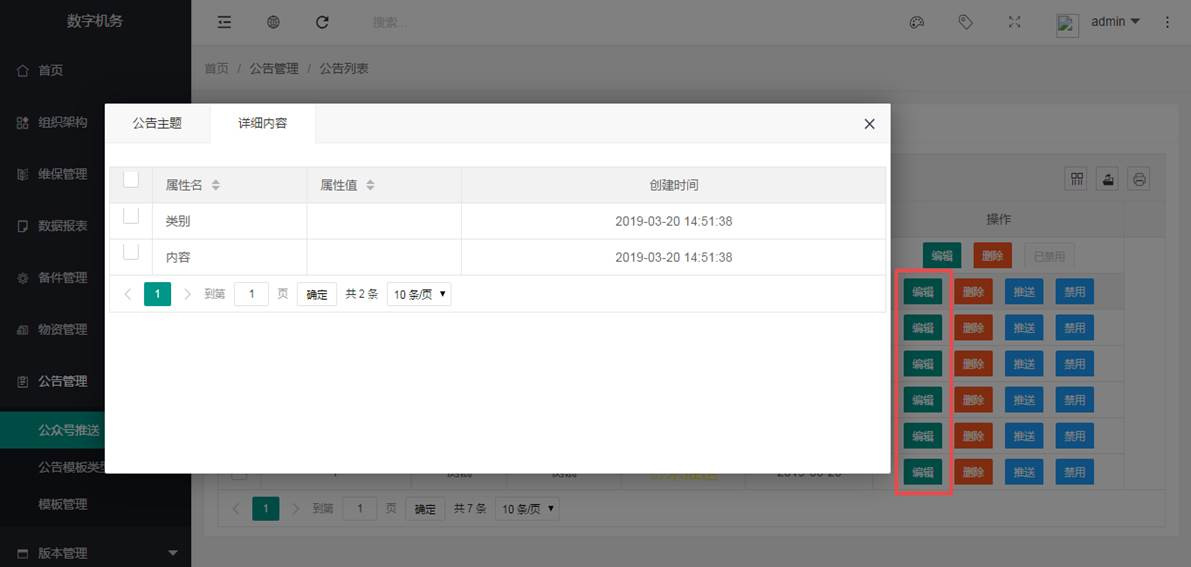 数字机务
搜索...
admin
首页 / 公告管理 / 公告列表
首页
组织架构
维保管理
数据报表
备件管理
物资管理
公告管理
公众号推送
公告模板类
模板管理
版本管理
公告主题 详细内容
属性名 属性值 创建时间
类别 2019-03-20 14:51:38
内容 2019-03-20 14:51:38
1 到第 1 页 确定 共 2 条 10 条/页
操作
编辑 删除 已禁用
编辑 删除 推送 禁用
编辑 删除 推送 禁用
编辑 删除 推送 禁用
编辑 删除 推送 禁用
编辑 删除 推送 禁用
编辑 删除 推送 禁用
1 到第 1 页 确定 共 7 条 10 条/页